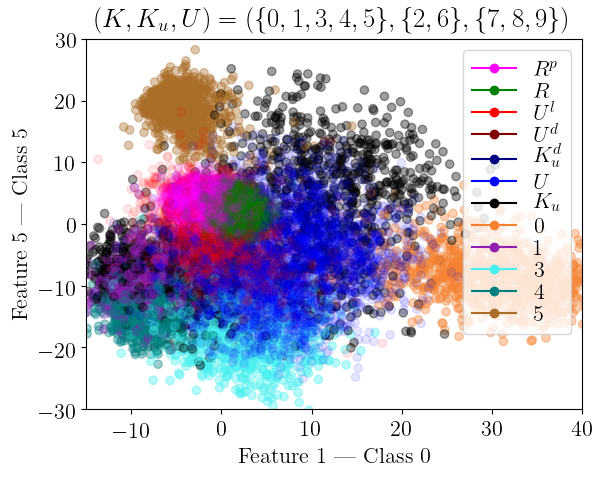 (K, K_u, U) = ({0, 1, 3, 4, 5}, {2, 6}, {7, 8, 9})
30
20
10
0
−10
−20
−30
Feature 5 — Class 5
R^p
R
U^l
U^d
K_u^d
U
K_u
0
1
3
4
5
−10
0
10
20
30
40
Feature 1 — Class 0